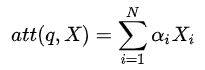 att(q, X) = \sum_{i=1}^{N} \alpha_i X_i